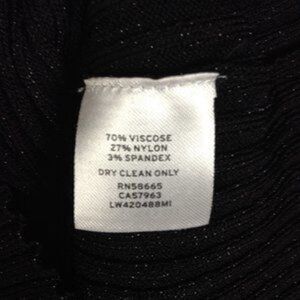 70% VISCOSE
27% NYLON
3% SPANDEX
DRY CLEAN ONLY
RN58665
CA57963
LW420488MI